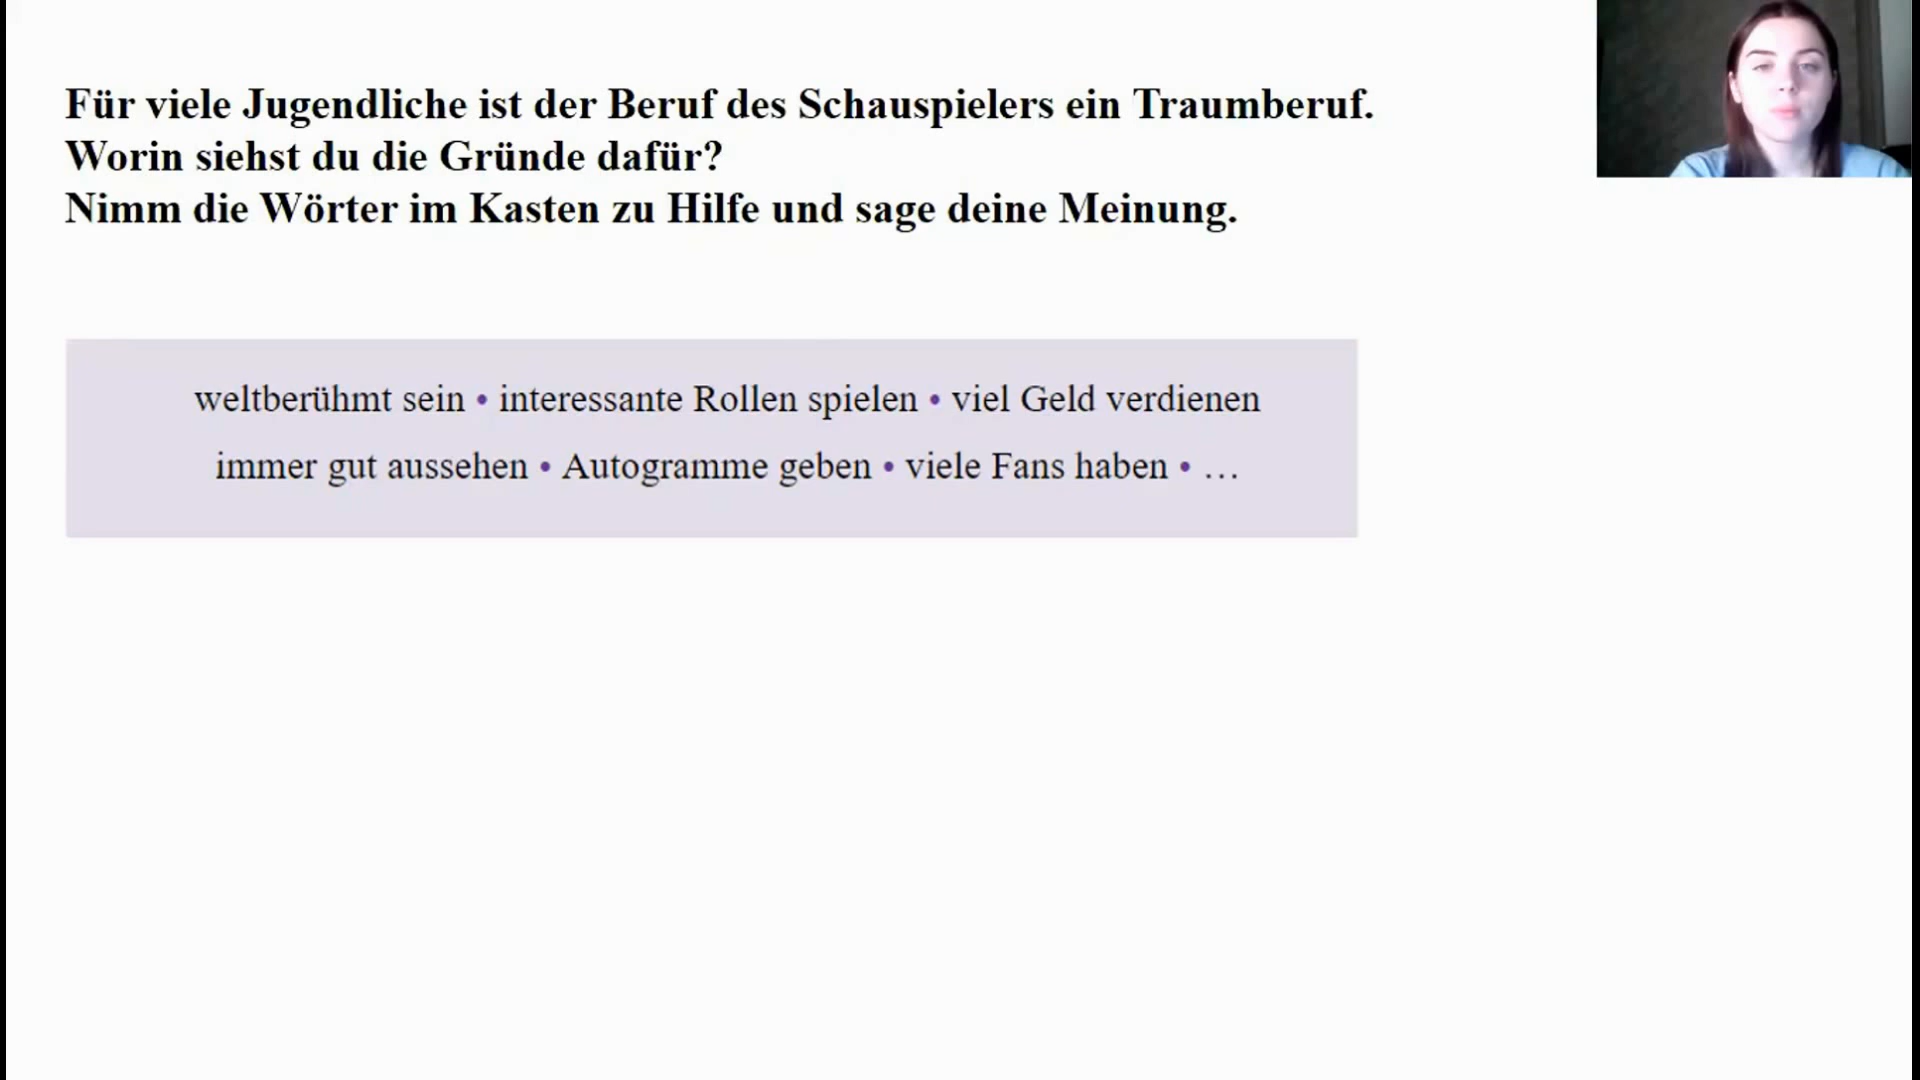 Für viele Jugendliche ist der Beruf des Schauspielers ein Traumberuf.
Worin siehst du die Gründe dafür?
Nimm die Wörter im Kasten zu Hilfe und sage deine Meinung.
weltberühmt sein • interessante Rollen spielen • viel Geld verdienen
immer gut aussehen • Autogramme geben • viele Fans haben • …